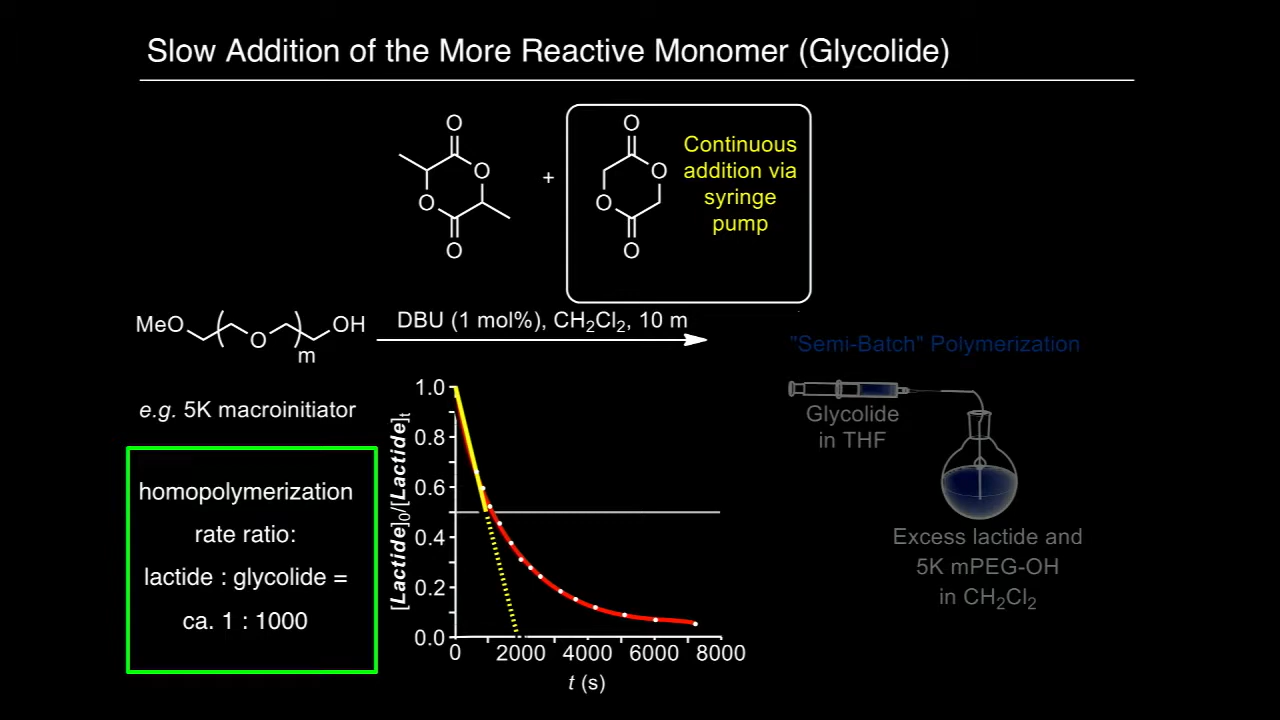 Slow Addition of the More Reactive Monomer (Glycolide)
O
O
O
O
+
O
O
O
O
Continuous
addition via
syringe
pump
MeO
O
m
OH
DBU (1 mol%), CH₂Cl₂, 10 m
"Semi-Batch" Polymerization
e.g. 5K macroinitiator
Glycolide
in THF
homopolymerization
rate ratio:
lactide : glycolide =
ca. 1 : 1000
[Lactide]₀/[Lactide]ₜ
1.0
0.8
0.6
0.4
0.2
0.0
0 2000 4000 6000 8000
t (s)
Excess lactide and
5K mPEG-OH
in CH₂Cl₂